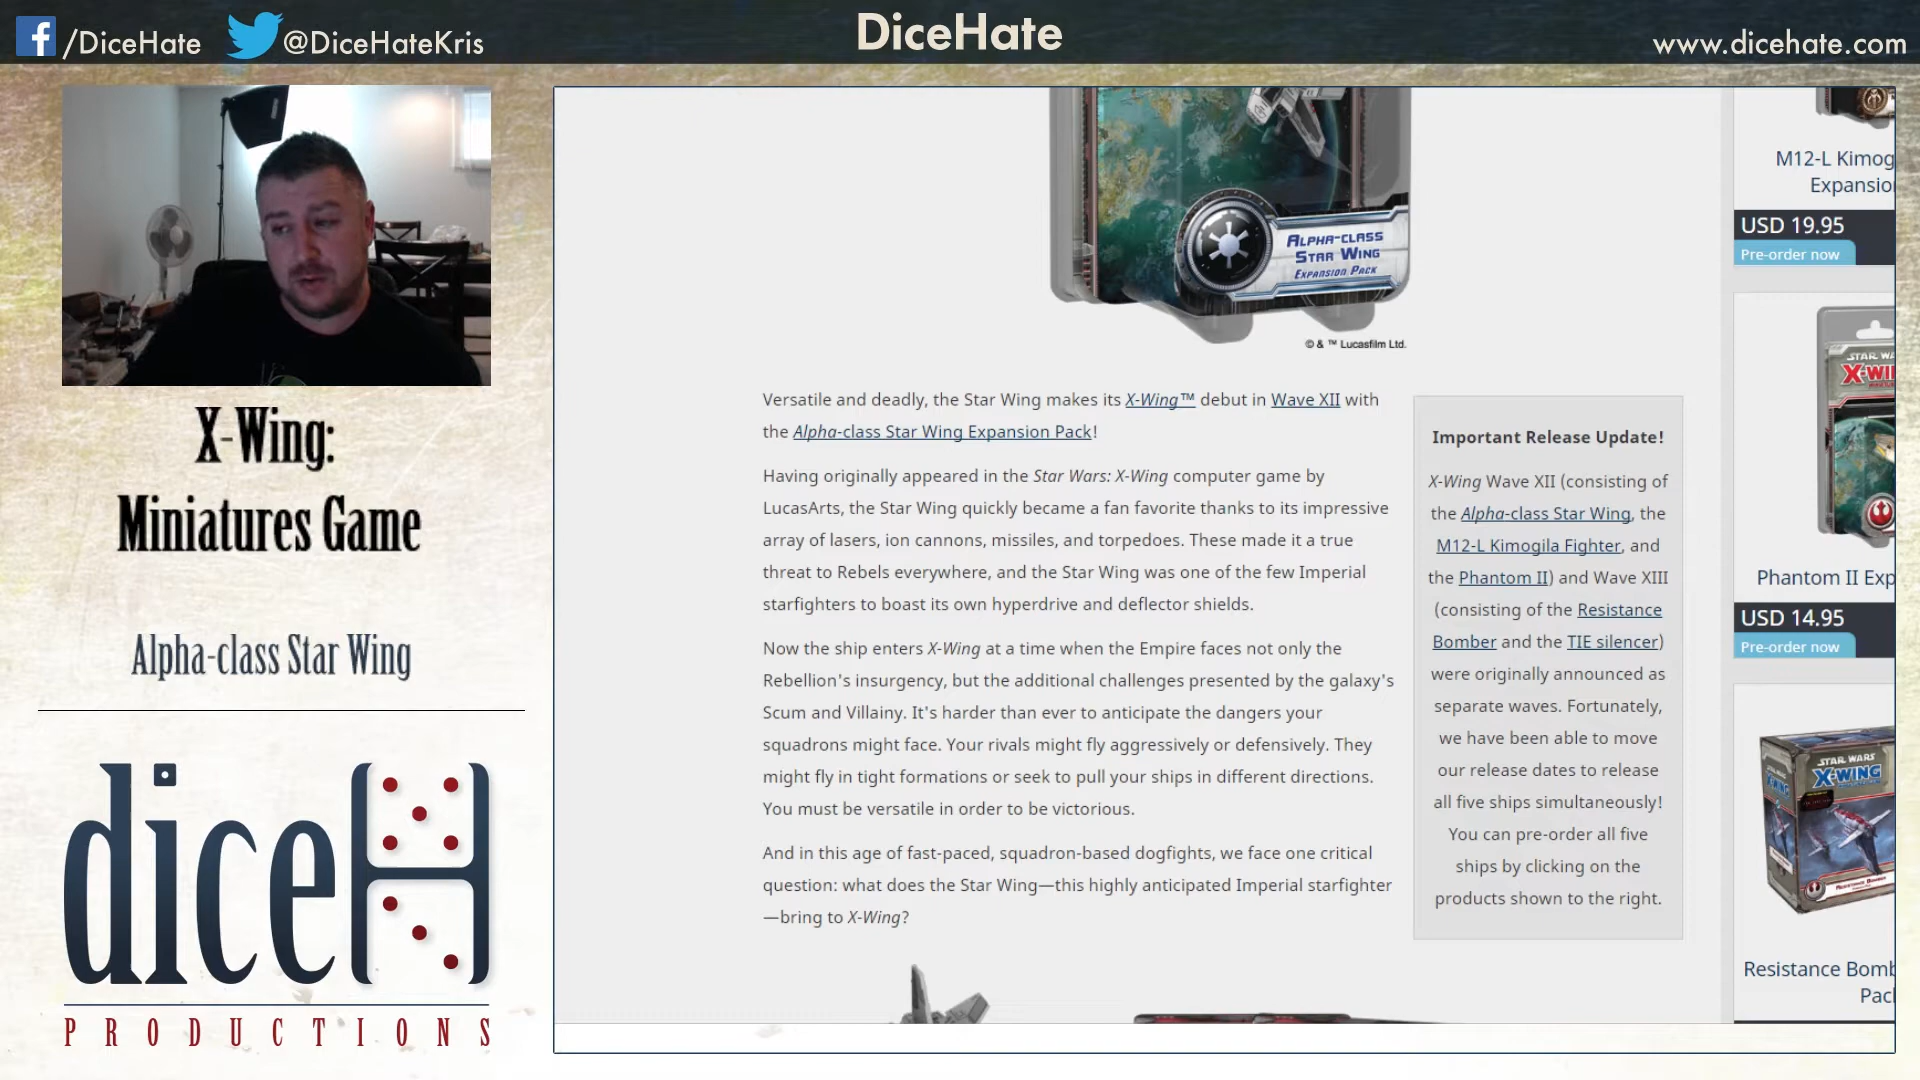 /DiceHate
@DiceHateKris
DiceHate
www.dicehate.com
X-Wing:
Miniatures Game
Alpha-class Star Wing
dice
PRODUCTIONS
ALPHA-CLASS
STAR WING
EXPANSION PACK
© & ™ Lucasfilm Ltd.
Versatile and deadly, the Star Wing makes its X-Wing™ debut in Wave XII with
the Alpha-class Star Wing Expansion Pack!
Having originally appeared in the Star Wars: X-Wing computer game by
LucasArts, the Star Wing quickly became a fan favorite thanks to its impressive
array of lasers, ion cannons, missiles, and torpedoes. These made it a true
threat to Rebels everywhere, and the Star Wing was one of the few Imperial
starfighters to boast its own hyperdrive and deflector shields.
Now the ship enters X-Wing at a time when the Empire faces not only the
Rebellion's insurgency, but the additional challenges presented by the galaxy's
Scum and Villainy. It's harder than ever to anticipate the dangers your
squadrons might face. Your rivals might fly aggressively or defensively. They
might fly in tight formations or seek to pull your ships in different directions.
You must be versatile in order to be victorious.
And in this age of fast-paced, squadron-based dogfights, we face one critical
question: what does the Star Wing—this highly anticipated Imperial starfighter
—bring to X-Wing?
Important Release Update!
X-Wing Wave XII (consisting of
the Alpha-class Star Wing, the
M12-L Kimogila Fighter, and
the Phantom II) and Wave XIII
(consisting of the Resistance
Bomber and the TIE silencer)
were originally announced as
separate waves. Fortunately,
we have been able to move
our release dates to release
all five ships simultaneously!
You can pre-order all five
ships by clicking on the
products shown to the right.
M12-L Kimog
Expansio
USD 19.95
Pre-order now
STAR WA
X-WI
Phantom II Exp
USD 14.95
Pre-order now
STAR WARS
X-WING
Resistance Bomb
Pac